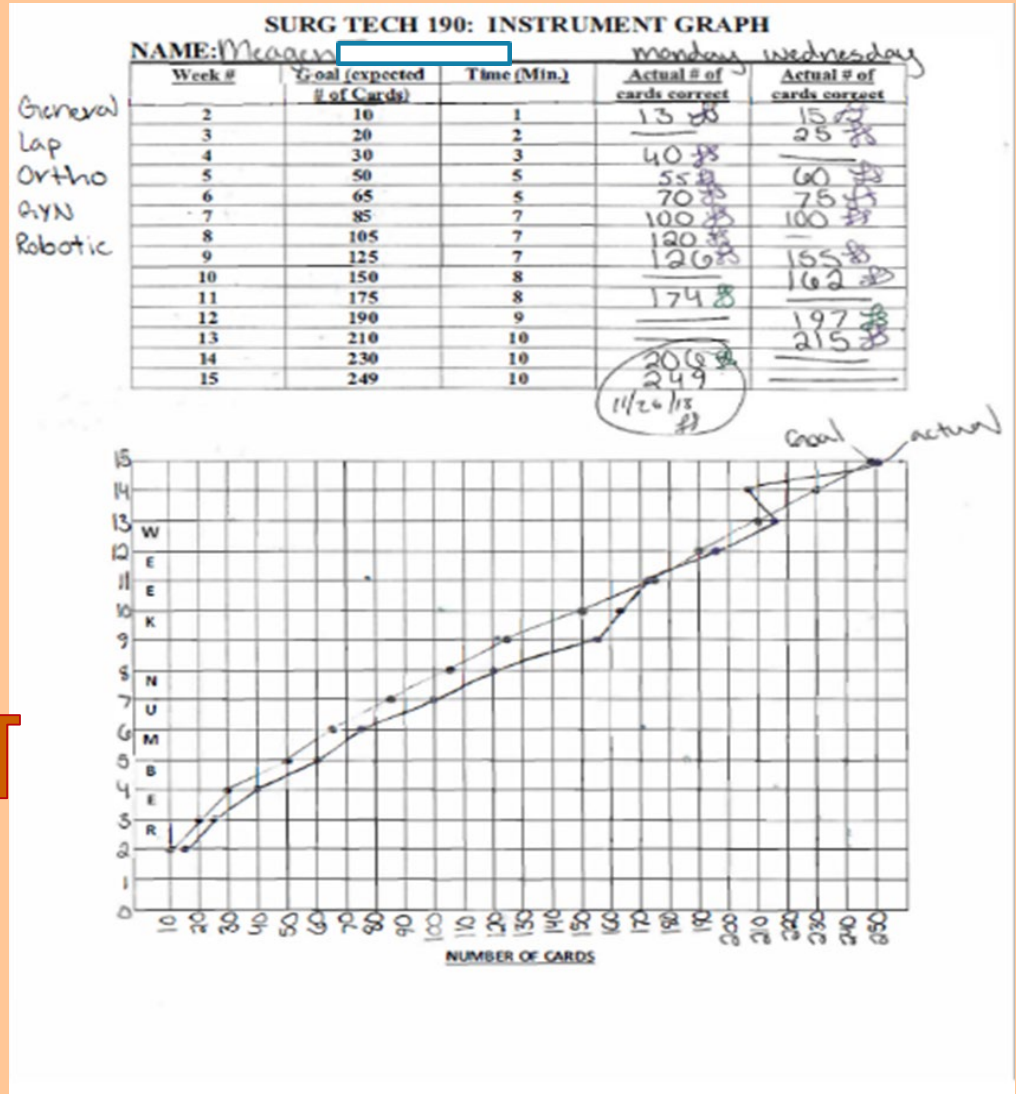 SURG TECH 190: INSTRUMENT GRAPH
NAME: Meagen monday wednesday
Week # Goal (expected # of Cards) Time (Min.) Actual # of cards correct Actual # of cards correct
General
Lap
Ortho
GYN
Robotic
2 10 1 13 15
3 20 2 25
4 30 3 40
5 50 5 55 60
6 65 5 70 75
7 85 7 100 100
8 105 7 120
9 125 7 126 155
10 150 8 162
11 175 8 174
12 190 9 197
13 210 10 215
14 230 10 206
15 249 10 249
11/26/13
Goal actual
15
14
13
12
11
10
9
8
7
6
5
4
3
2
1
0
WEEK NUMBER
10 20 30 40 50 60 70 80 90 100 110 120 130 140 150 160 170 180 190 200 210 220 230 240 250
NUMBER OF CARDS